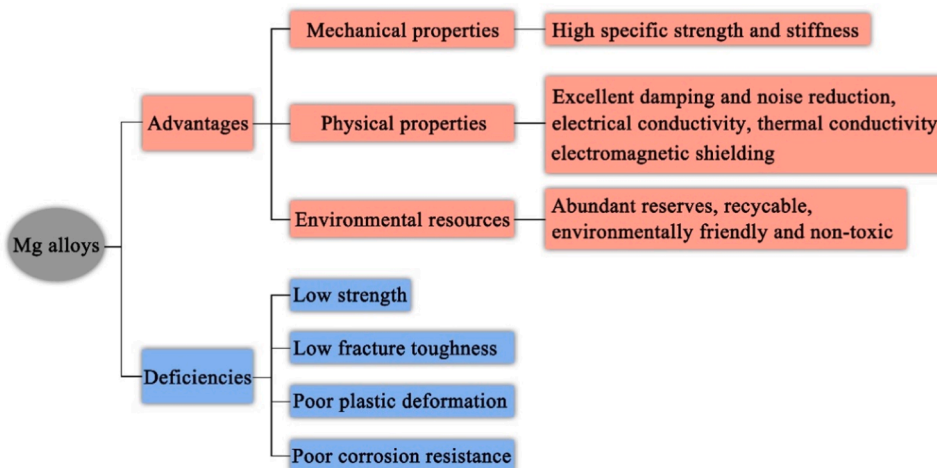 Mg alloys
Advantages
Mechanical properties
High specific strength and stiffness
Physical properties
Excellent damping and noise reduction,
electrical conductivity, thermal conductivity
electromagnetic shielding
Environmental resources
Abundant reserves, recycable,
environmentally friendly and non-toxic
Deficiencies
Low strength
Low fracture toughness
Poor plastic deformation
Poor corrosion resistance